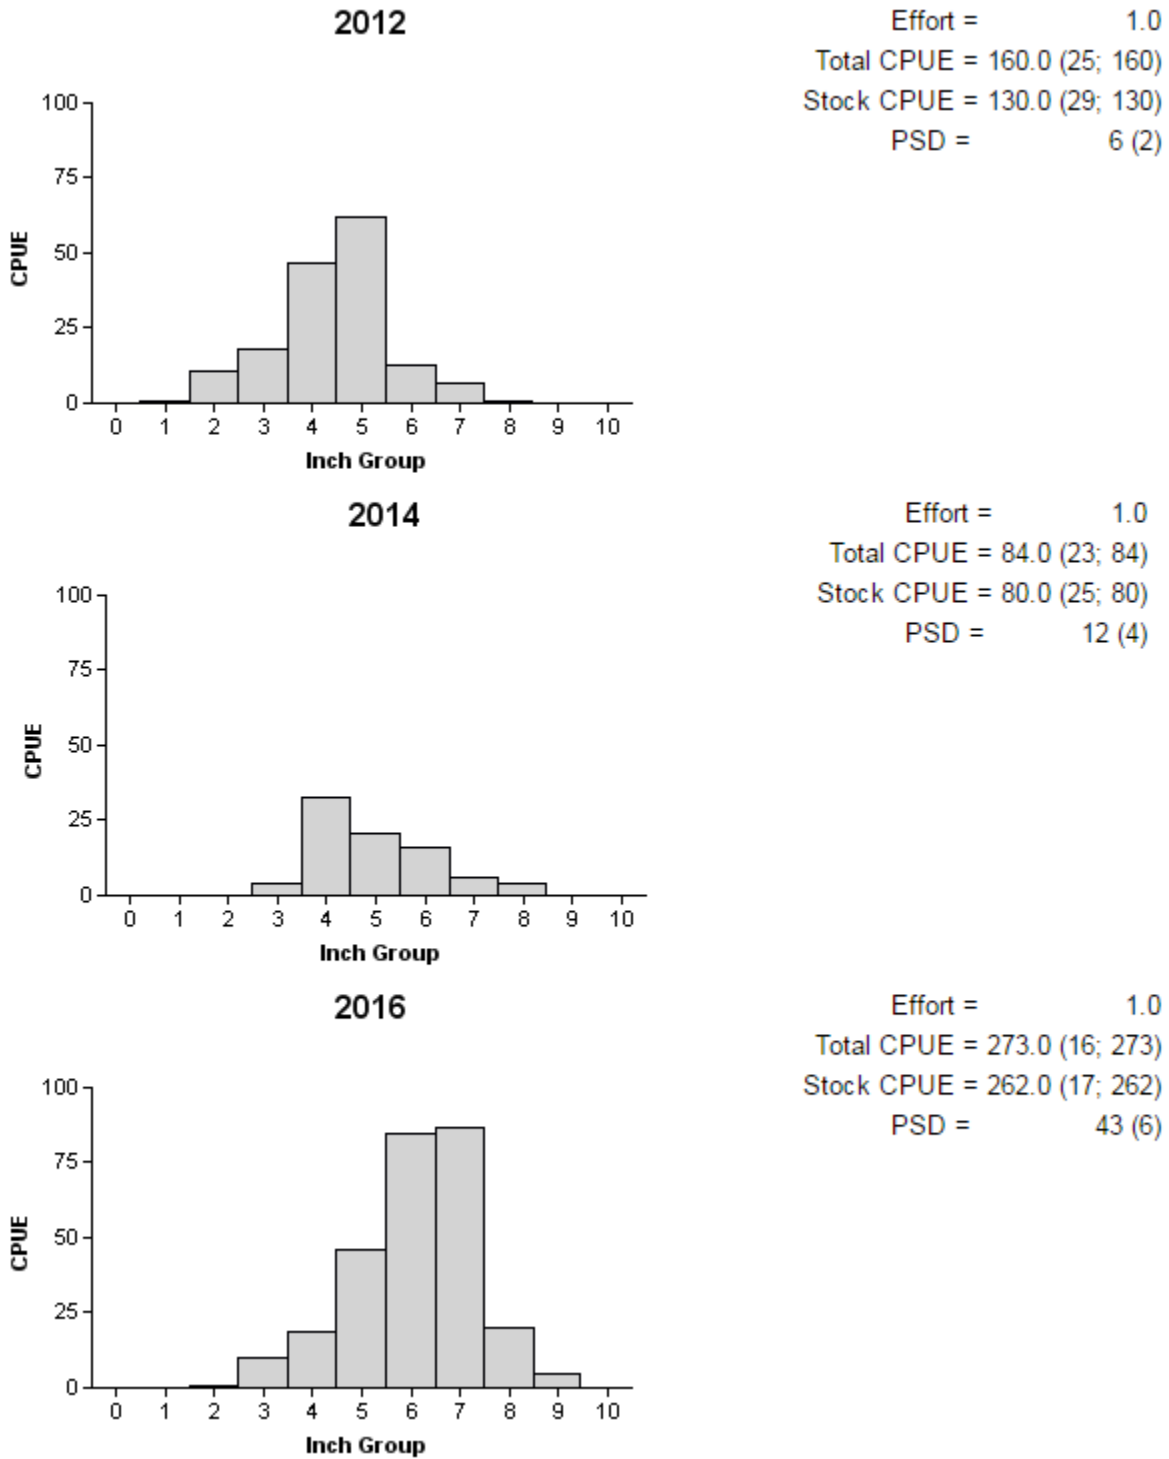 2012
Effort = 1.0
Total CPUE = 160.0 (25; 160)
Stock CPUE = 130.0 (29; 130)
PSD = 6 (2)
100
75
50
25
0
CPUE
0 1 2 3 4 5 6 7 8 9 10
Inch Group
2014
Effort = 1.0
Total CPUE = 84.0 (23; 84)
Stock CPUE = 80.0 (25; 80)
PSD = 12 (4)
100
75
50
25
0
CPUE
0 1 2 3 4 5 6 7 8 9 10
Inch Group
2016
Effort = 1.0
Total CPUE = 273.0 (16; 273)
Stock CPUE = 262.0 (17; 262)
PSD = 43 (6)
100
75
50
25
0
CPUE
0 1 2 3 4 5 6 7 8 9 10
Inch Group